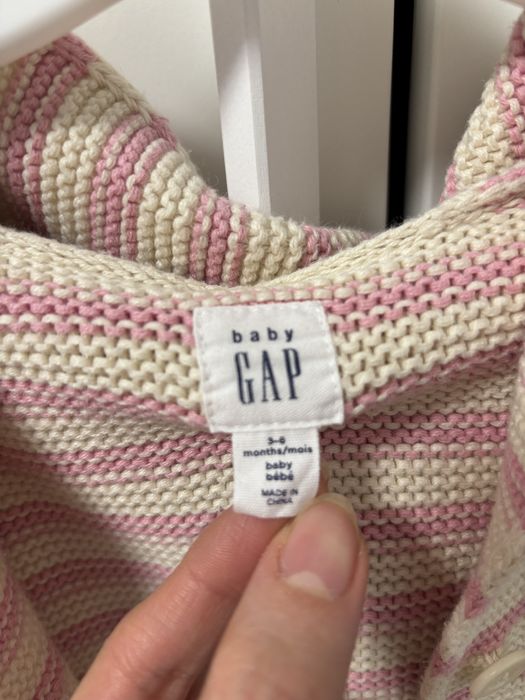 baby
GAP
3-6
months/mois
baby
bébé
MADE IN
CHINA